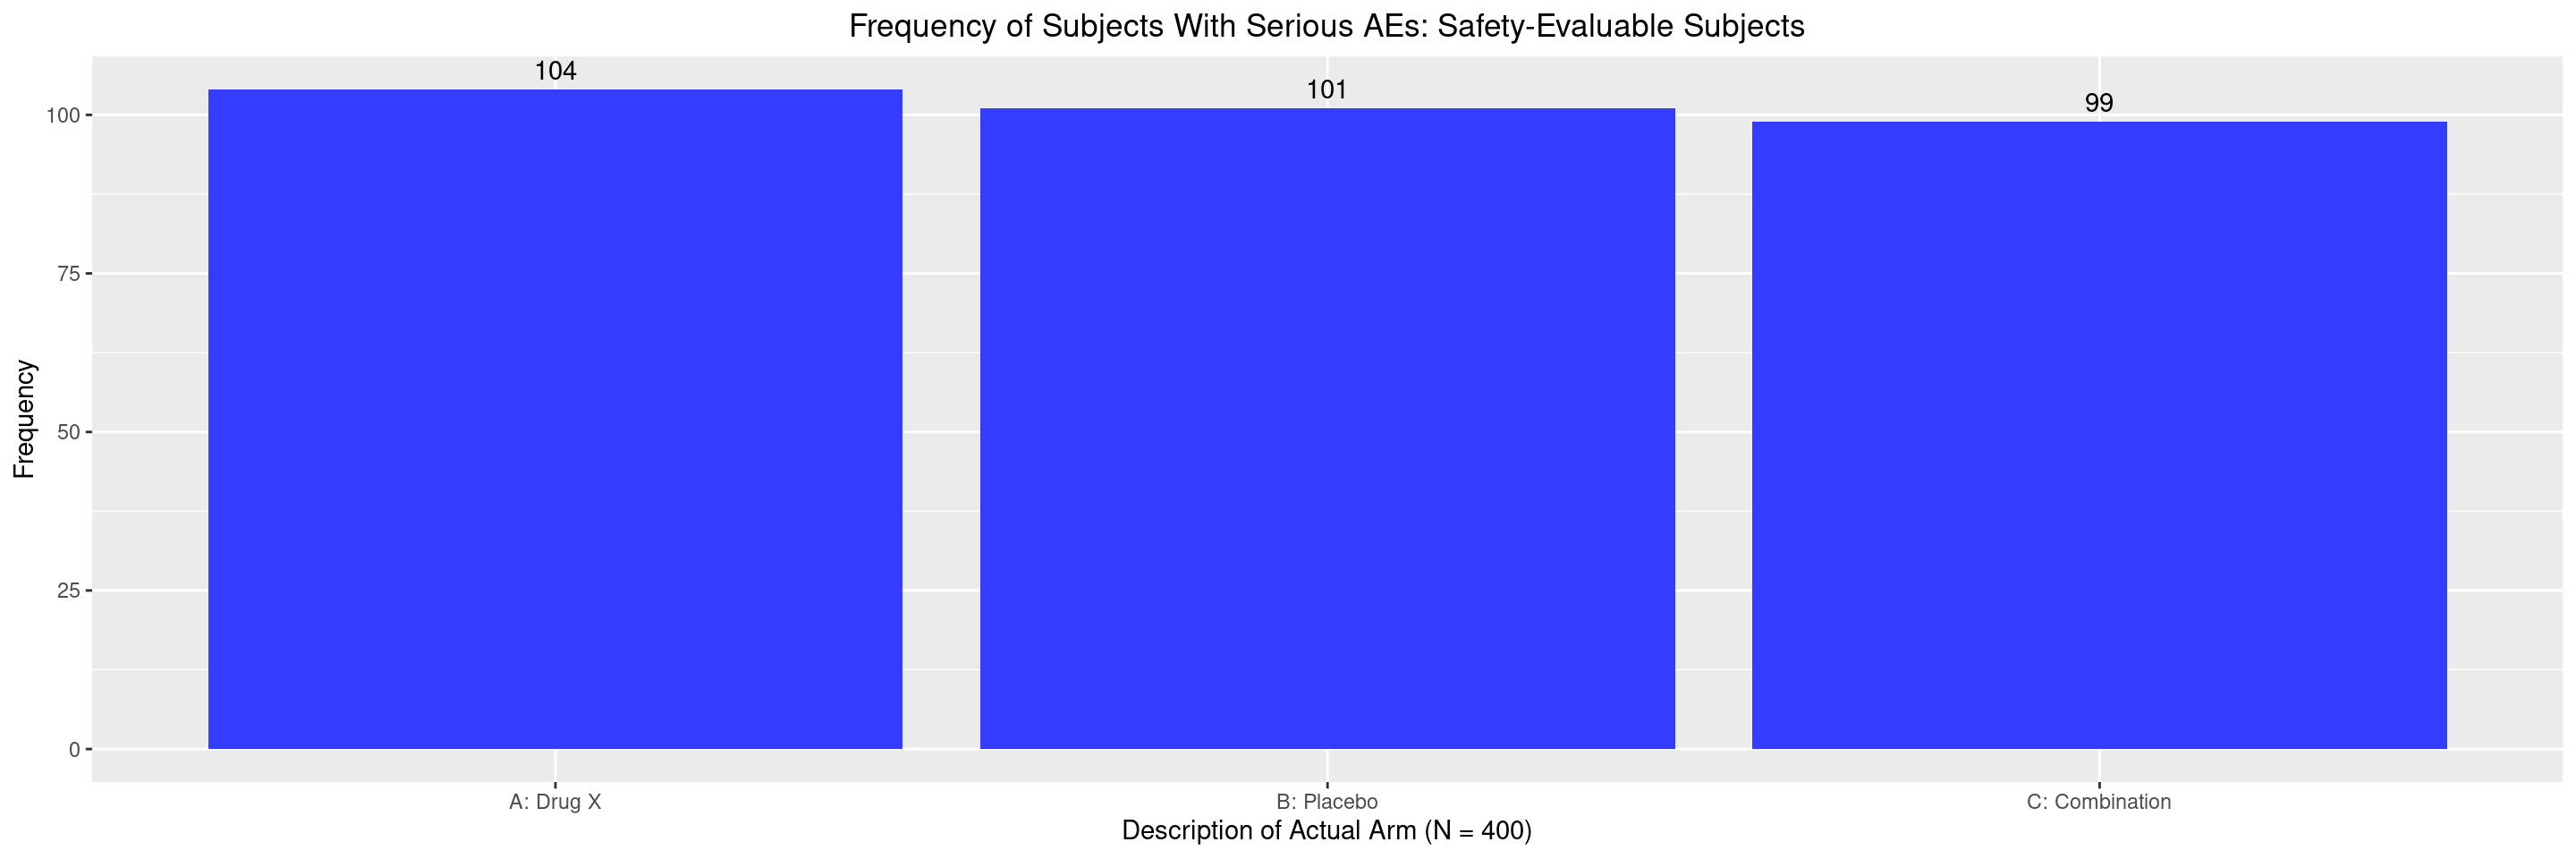 Frequency of Subjects With Serious AEs: Safety-Evaluable Subjects
104
101
99
100
75
50
25
0
Frequency
A: Drug X
B: Placebo
C: Combination
Description of Actual Arm (N = 400)